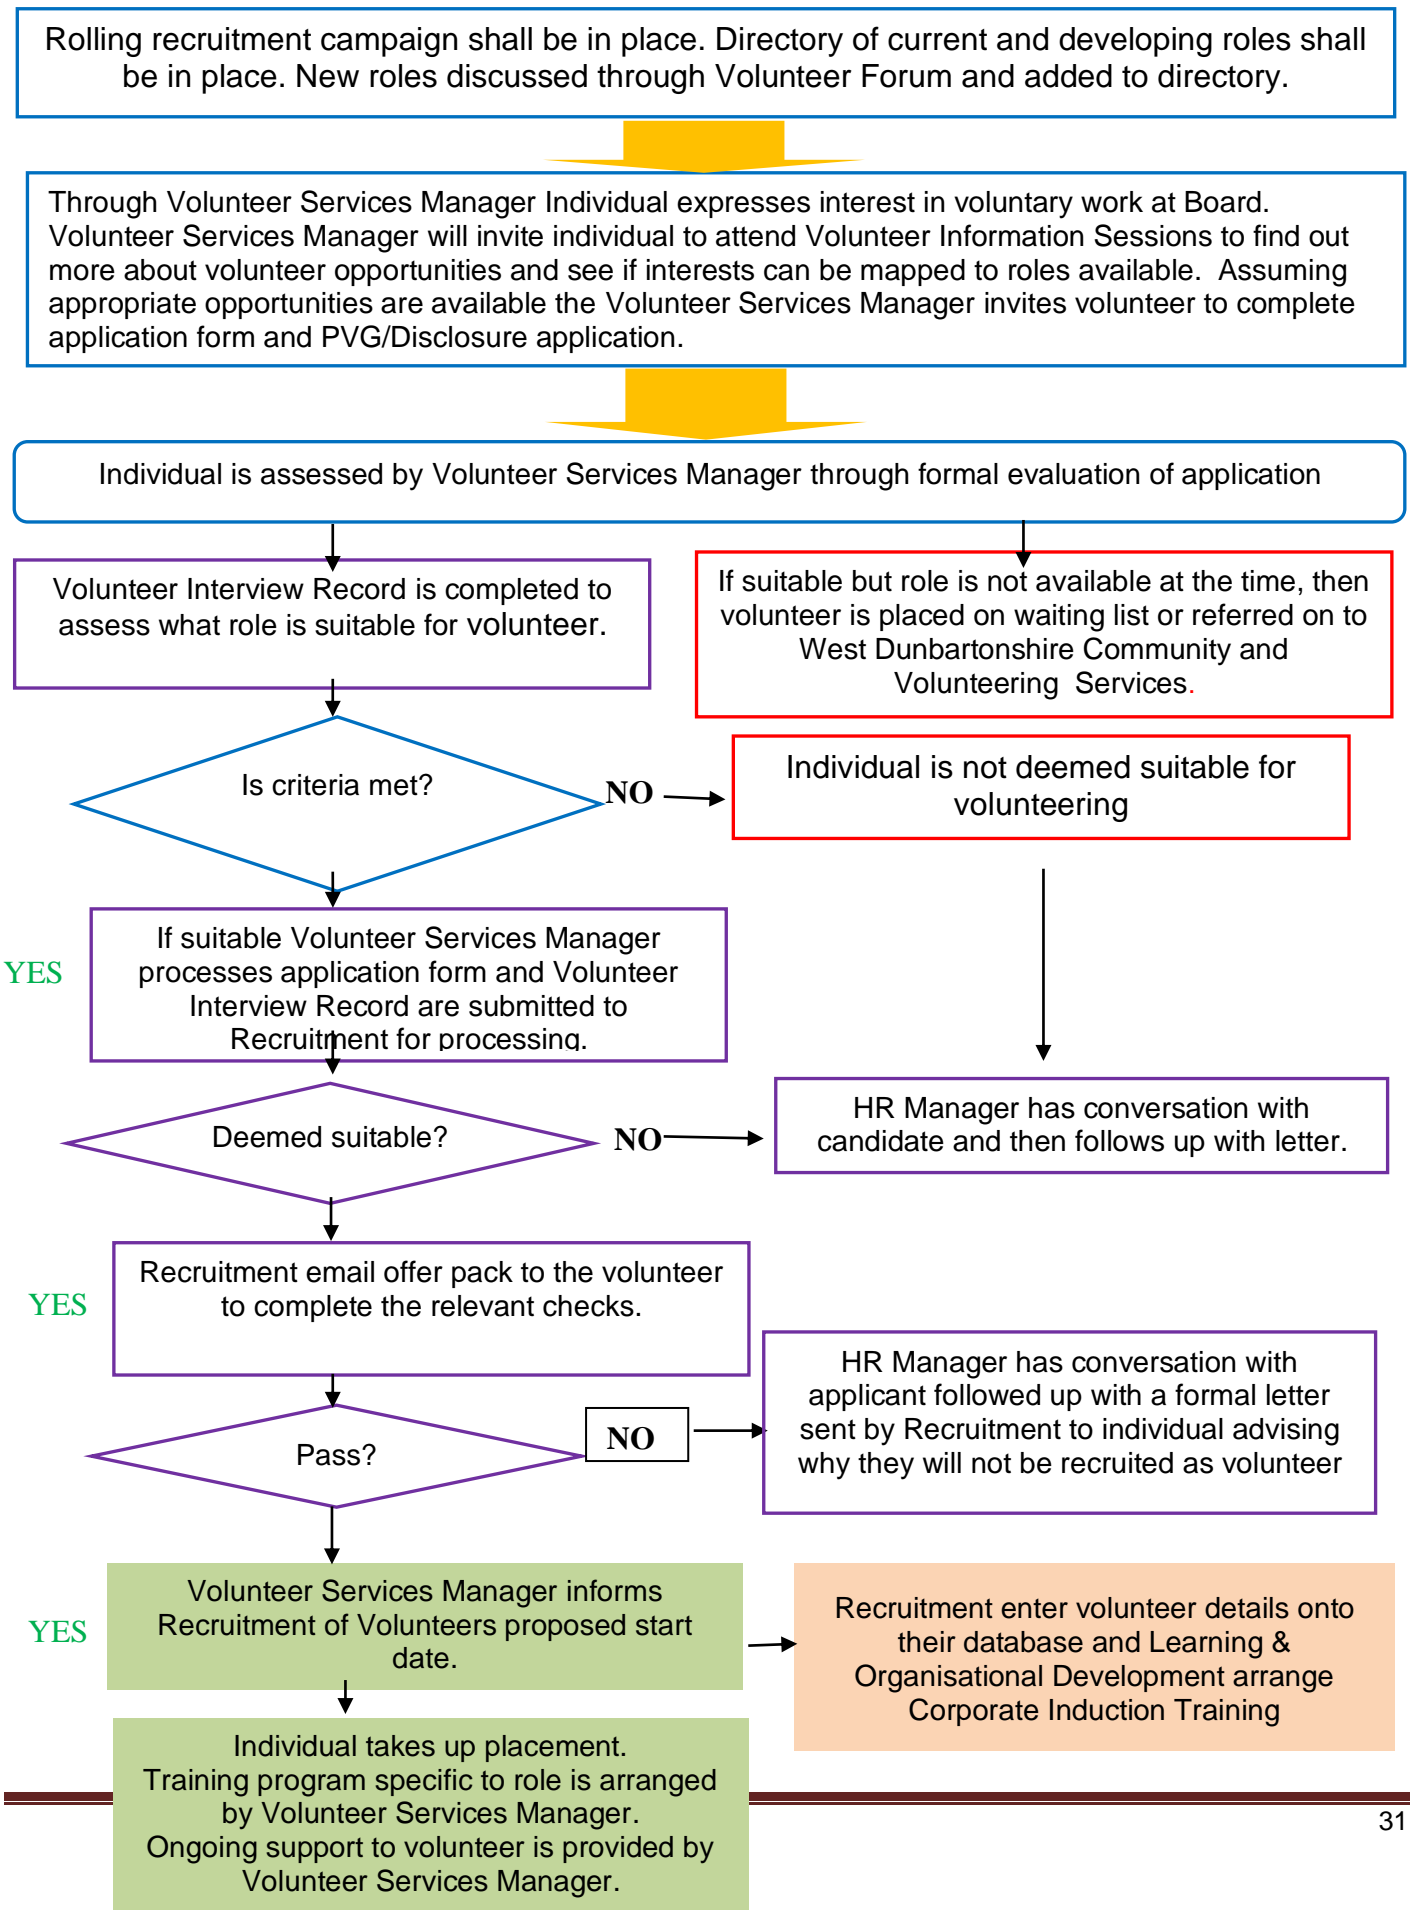 Rolling recruitment campaign shall be in place. Directory of current and developing roles shall
be in place. New roles discussed through Volunteer Forum and added to directory.
Through Volunteer Services Manager Individual expresses interest in voluntary work at Board.
Volunteer Services Manager will invite individual to attend Volunteer Information Sessions to find out
more about volunteer opportunities and see if interests can be mapped to roles available.  Assuming
appropriate opportunities are available the Volunteer Services Manager invites volunteer to complete
application form and PVG/Disclosure application.
Individual is assessed by Volunteer Services Manager through formal evaluation of application
Volunteer Interview Record is completed to
assess what role is suitable for volunteer.
If suitable but role is not available at the time, then
volunteer is placed on waiting list or referred on to
West Dunbartonshire Community and
Volunteering  Services.
Is criteria met?
NO
Individual is not deemed suitable for
volunteering
YES
If suitable Volunteer Services Manager
processes application form and Volunteer
Interview Record are submitted to
Recruitment for processing.
Deemed suitable?
NO
HR Manager has conversation with
candidate and then follows up with letter.
YES
Recruitment email offer pack to the volunteer
to complete the relevant checks.
Pass?
NO
HR Manager has conversation with
applicant followed up with a formal letter
sent by Recruitment to individual advising
why they will not be recruited as volunteer
YES
Volunteer Services Manager informs
Recruitment of Volunteers proposed start
date.
Recruitment enter volunteer details onto
their database and Learning &
Organisational Development arrange
Corporate Induction Training
Individual takes up placement.
Training program specific to role is arranged
by Volunteer Services Manager.
Ongoing support to volunteer is provided by
Volunteer Services Manager.
31